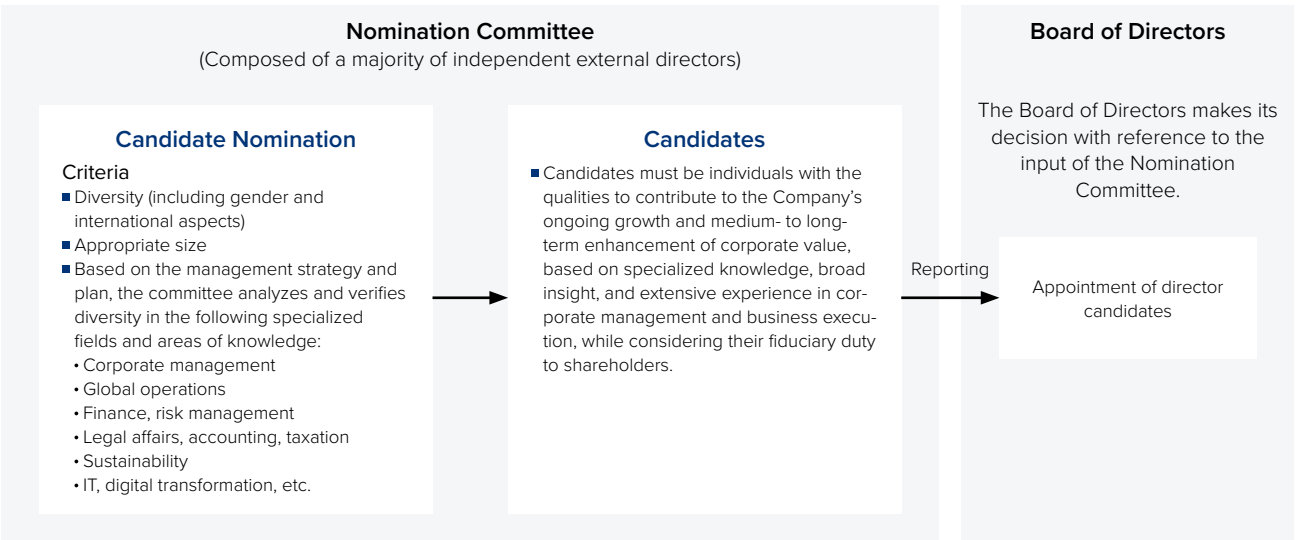 Nomination Committee
(Composed of a majority of independent external directors)
Candidate Nomination
Criteria
■ Diversity (including gender and
international aspects)
■ Appropriate size
■ Based on the management strategy and
plan, the committee analyzes and verifies
diversity in the following specialized
fields and areas of knowledge:
• Corporate management
• Global operations
• Finance, risk management
• Legal affairs, accounting, taxation
• Sustainability
• IT, digital transformation, etc.
Candidates
■ Candidates must be individuals with the
qualities to contribute to the Company’s
ongoing growth and medium- to long-
term enhancement of corporate value,
based on specialized knowledge, broad
insight, and extensive experience in cor-
porate management and business execu-
tion, while considering their fiduciary duty
to shareholders.
Reporting
Board of Directors
The Board of Directors makes its
decision with reference to the
input of the Nomination
Committee.
Appointment of director
candidates